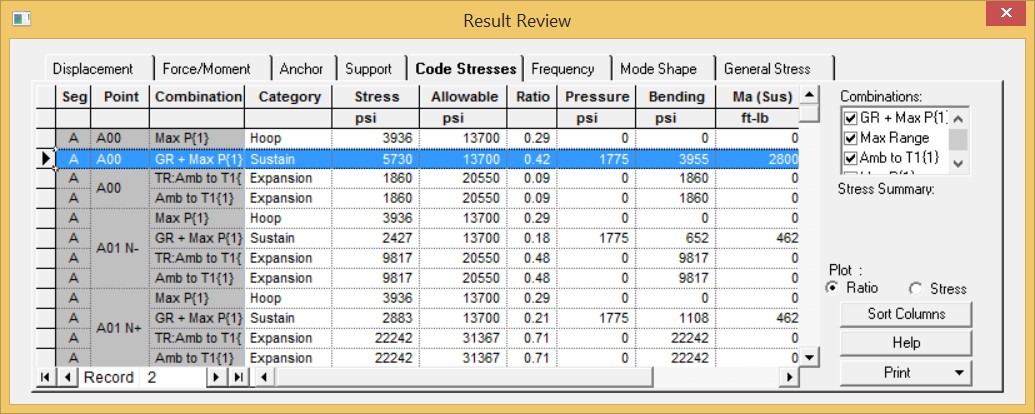 Result Review
Displacement Force/Moment Anchor Support Code Stresses Frequency Mode Shape General Stress
Seg Point Combination Category Stress Allowable Ratio Pressure Bending Ma (Sus)
psi psi psi psi ft-lb
A A00 Max P{1} Hoop 3936 13700 0.29 0 0 0
A A00 GR + Max P{1} Sustain 5730 13700 0.42 1775 3955 2800
A A00 TR:Amb to T1{ Expansion 1860 20550 0.09 0 1860 0
A Amb to T1{1} Expansion 1860 20550 0.09 0 1860 0
A A01 N- Max P{1} Hoop 3936 13700 0.29 0 0 0
A GR + Max P{1} Sustain 2427 13700 0.18 1775 652 462
A TR:Amb to T1{ Expansion 9817 20550 0.48 0 9817 0
A Amb to T1{1} Expansion 9817 20550 0.48 0 9817 0
A A01 N+ Max P{1} Hoop 3936 13700 0.29 0 0 0
A GR + Max P{1} Sustain 2883 13700 0.21 1775 1108 462
A TR:Amb to T1{ Expansion 22242 31367 0.71 0 22242 0
A Amb to T1{1} Expansion 22242 31367 0.71 0 22242 0
Record 2
Combinations:
GR + Max P{1}
Max Range
Amb to T1{1}
Stress Summary:
Plot :
Ratio Stress
Sort Columns
Help
Print